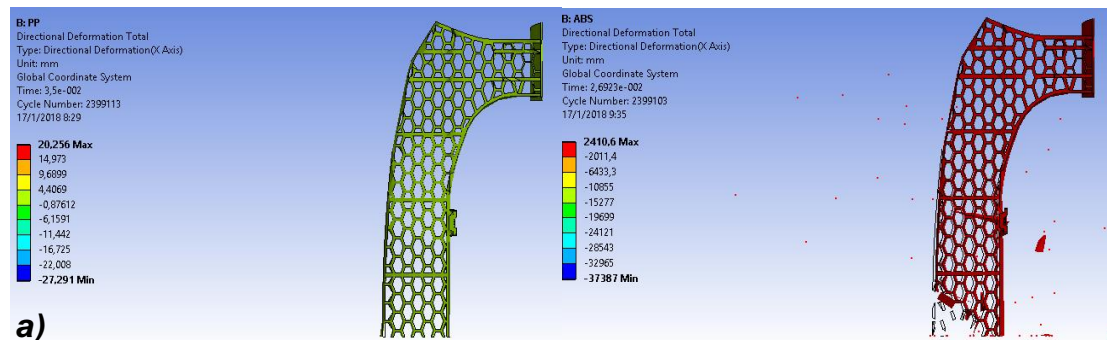 B: PP
Directional Deformation Total
Type: Directional Deformation(X Axis)
Unit: mm
Global Coordinate System
Time: 3,5e-002
Cycle Number: 2399113
17/1/2018 8:29
20,256 Max
14,973
9,6899
4,4069
-0,87612
-6,1591
-11,442
-16,725
-22,008
-27,291 Min
a)
B: ABS
Directional Deformation Total
Type: Directional Deformation(X Axis)
Unit: mm
Global Coordinate System
Time: 2,6923e-002
Cycle Number: 2399103
17/1/2018 9:35
2410,6 Max
-2011,4
-6433,3
-10855
-15277
-19699
-24121
-28543
-32965
-37387 Min